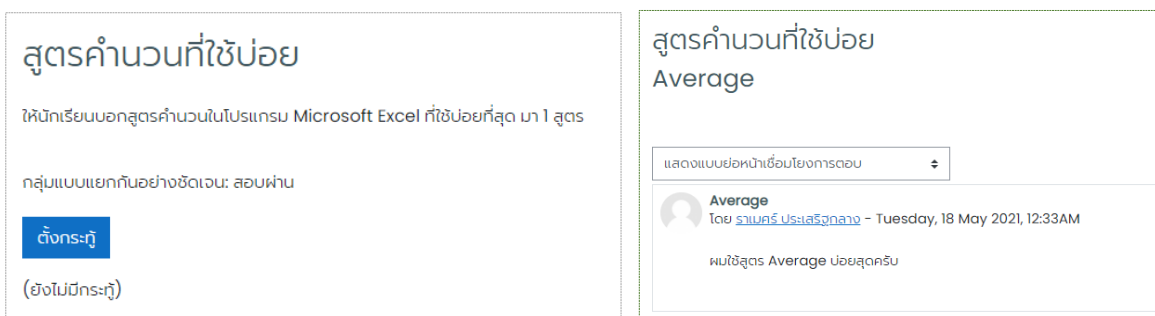 สูตรคำนวนที่ใช้บ่อย
ให้นักเรียนบอกสูตรคำนวนในโปรแกรม Microsoft Excel ที่ใช้บ่อยที่สุด มา 1 สูตร
กลุ่มแบบแยกกันอย่างชัดเจน: สอบผ่าน
ตั้งกระทู้
(ยังไม่มีกระทู้)
สูตรคำนวนที่ใช้บ่อย
Average
แสดงแบบย่อหน้าเชื่อมโยงการตอบ
Average
โดย ราเมศร์ ประเสริฐกลาง - Tuesday, 18 May 2021, 12:33AM
ผมใช้สูตร Average บ่อยสุดครับ